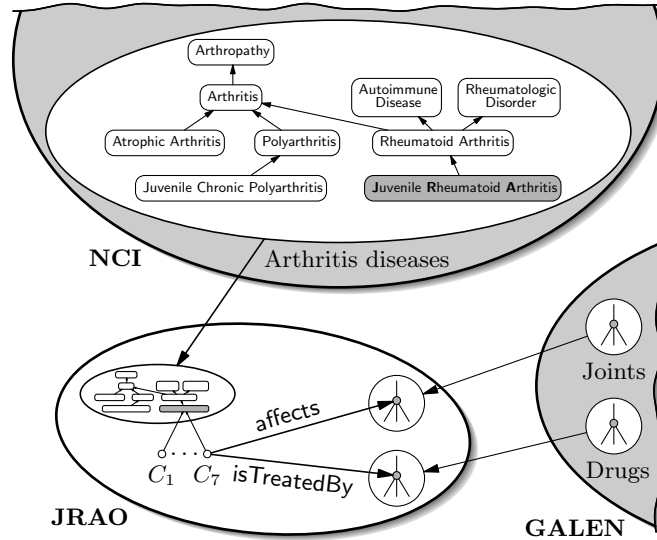 Arthropathy
Arthritis
Autoimmune
Disease
Rheumatologic
Disorder
Atrophic Arthritis
Polyarthritis
Rheumatoid Arthritis
Juvenile Chronic Polyarthritis
Juvenile Rheumatoid Arthritis
NCI
Arthritis diseases
Joints
affects
C1 . . . . C7
isTreatedBy
Drugs
JRAO
GALEN